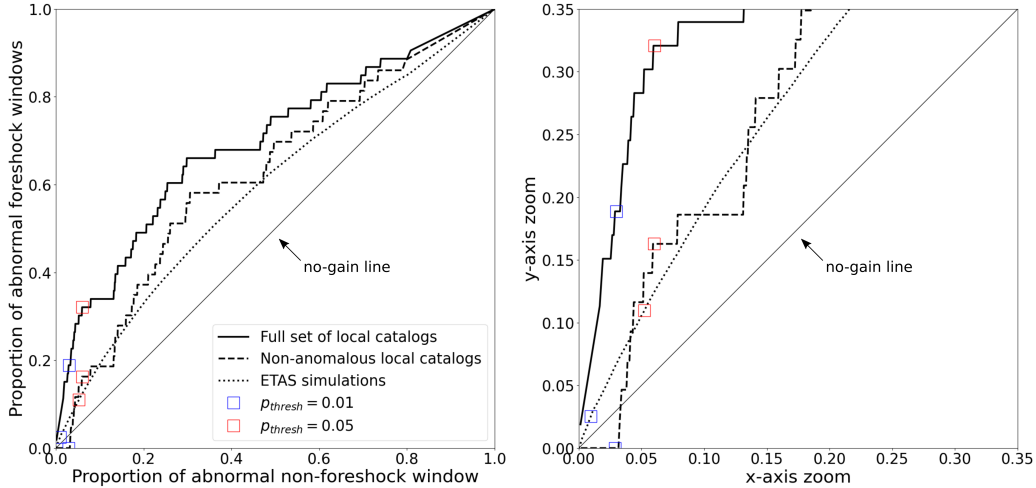 1.0
0.8
0.6
0.4
0.2
0.0
Proportion of abnormal foreshock windows
0.0 0.2 0.4 0.6 0.8 1.0
Proportion of abnormal non-foreshock window
no-gain line
Full set of local catalogs
Non-anomalous local catalogs
ETAS simulations
p_thresh = 0.01
p_thresh = 0.05
0.35
0.30
0.25
0.20
0.15
0.10
0.05
0.00
y-axis zoom
0.00 0.05 0.10 0.15 0.20 0.25 0.30 0.35
x-axis zoom
no-gain line